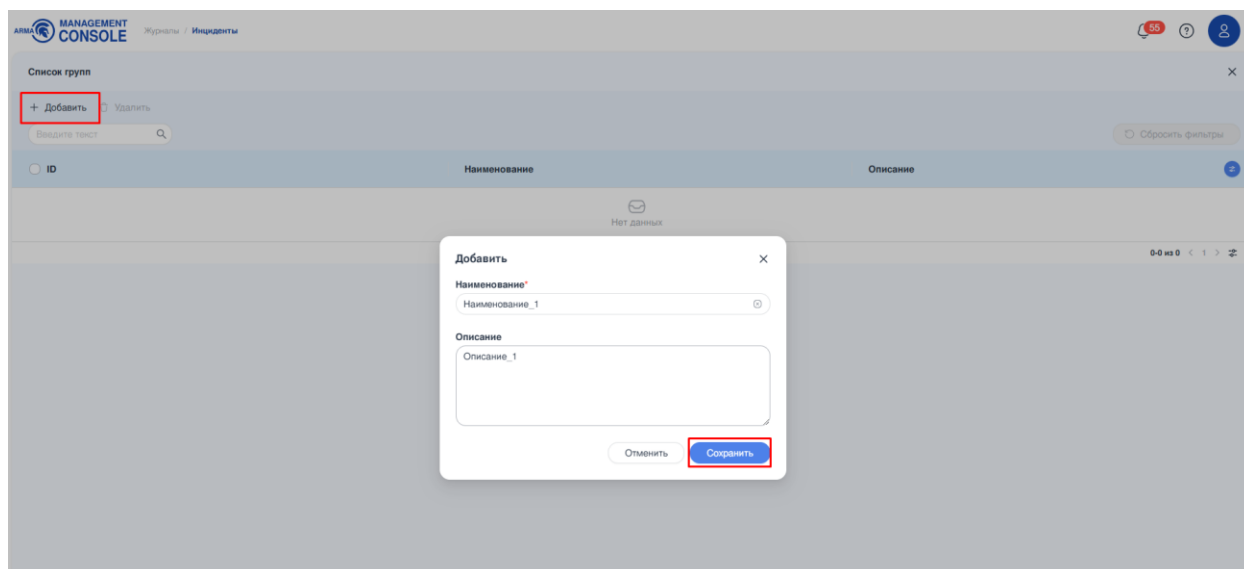 ARMA MANAGEMENT CONSOLE Журналы / Инциденты 55 ?
Список групп
+ Добавить Удалить
Введите текст Сбросить фильтры
ID Наименование Описание
Нет данных
0-0 из 0 < 1 >
Добавить
Наименование*
Наименование_1
Описание
Описание_1
Отменить Сохранить